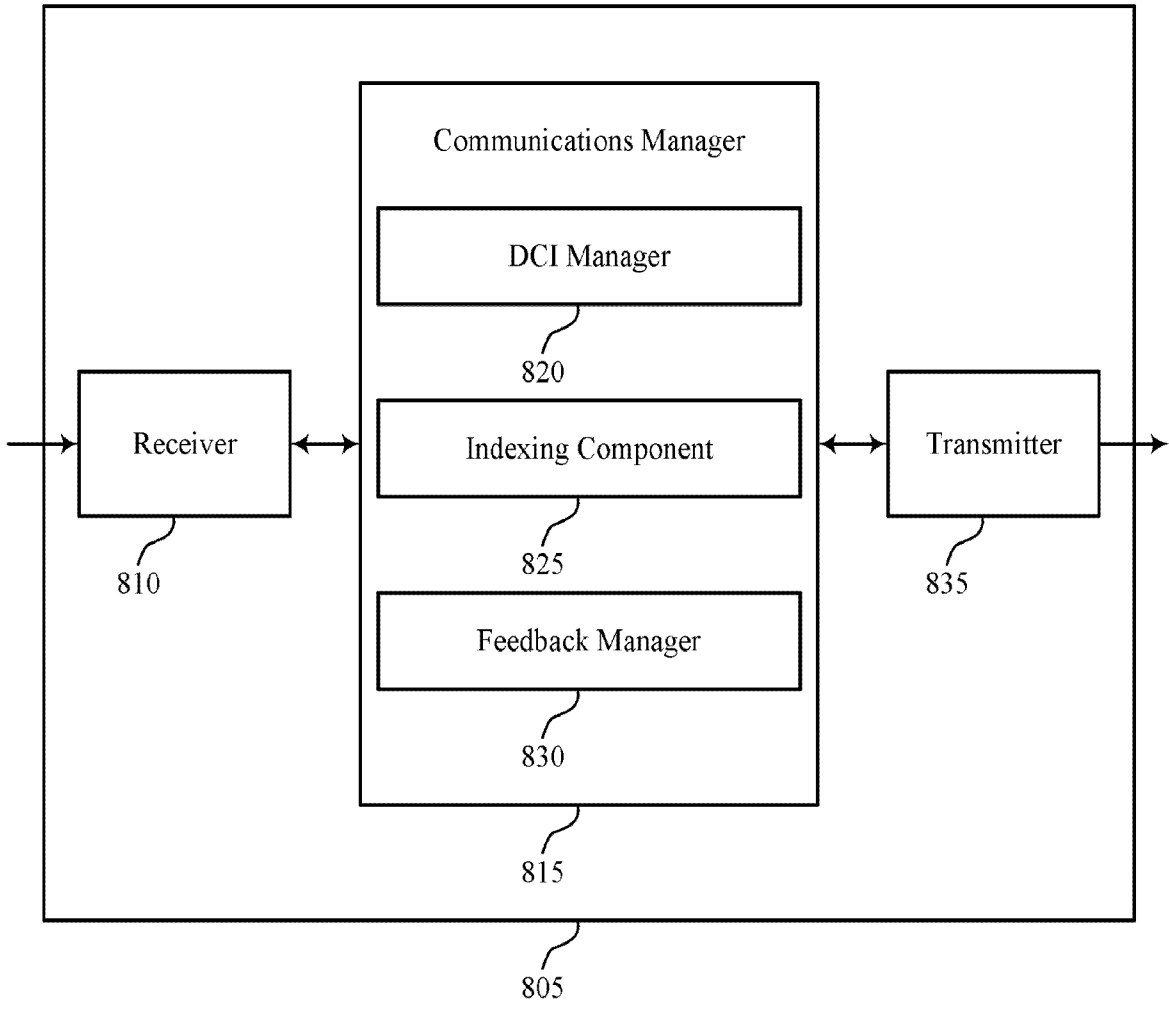 Communications Manager
DCI Manager
820
Receiver
810
Indexing Component
825
Transmitter
835
Feedback Manager
830
815
805